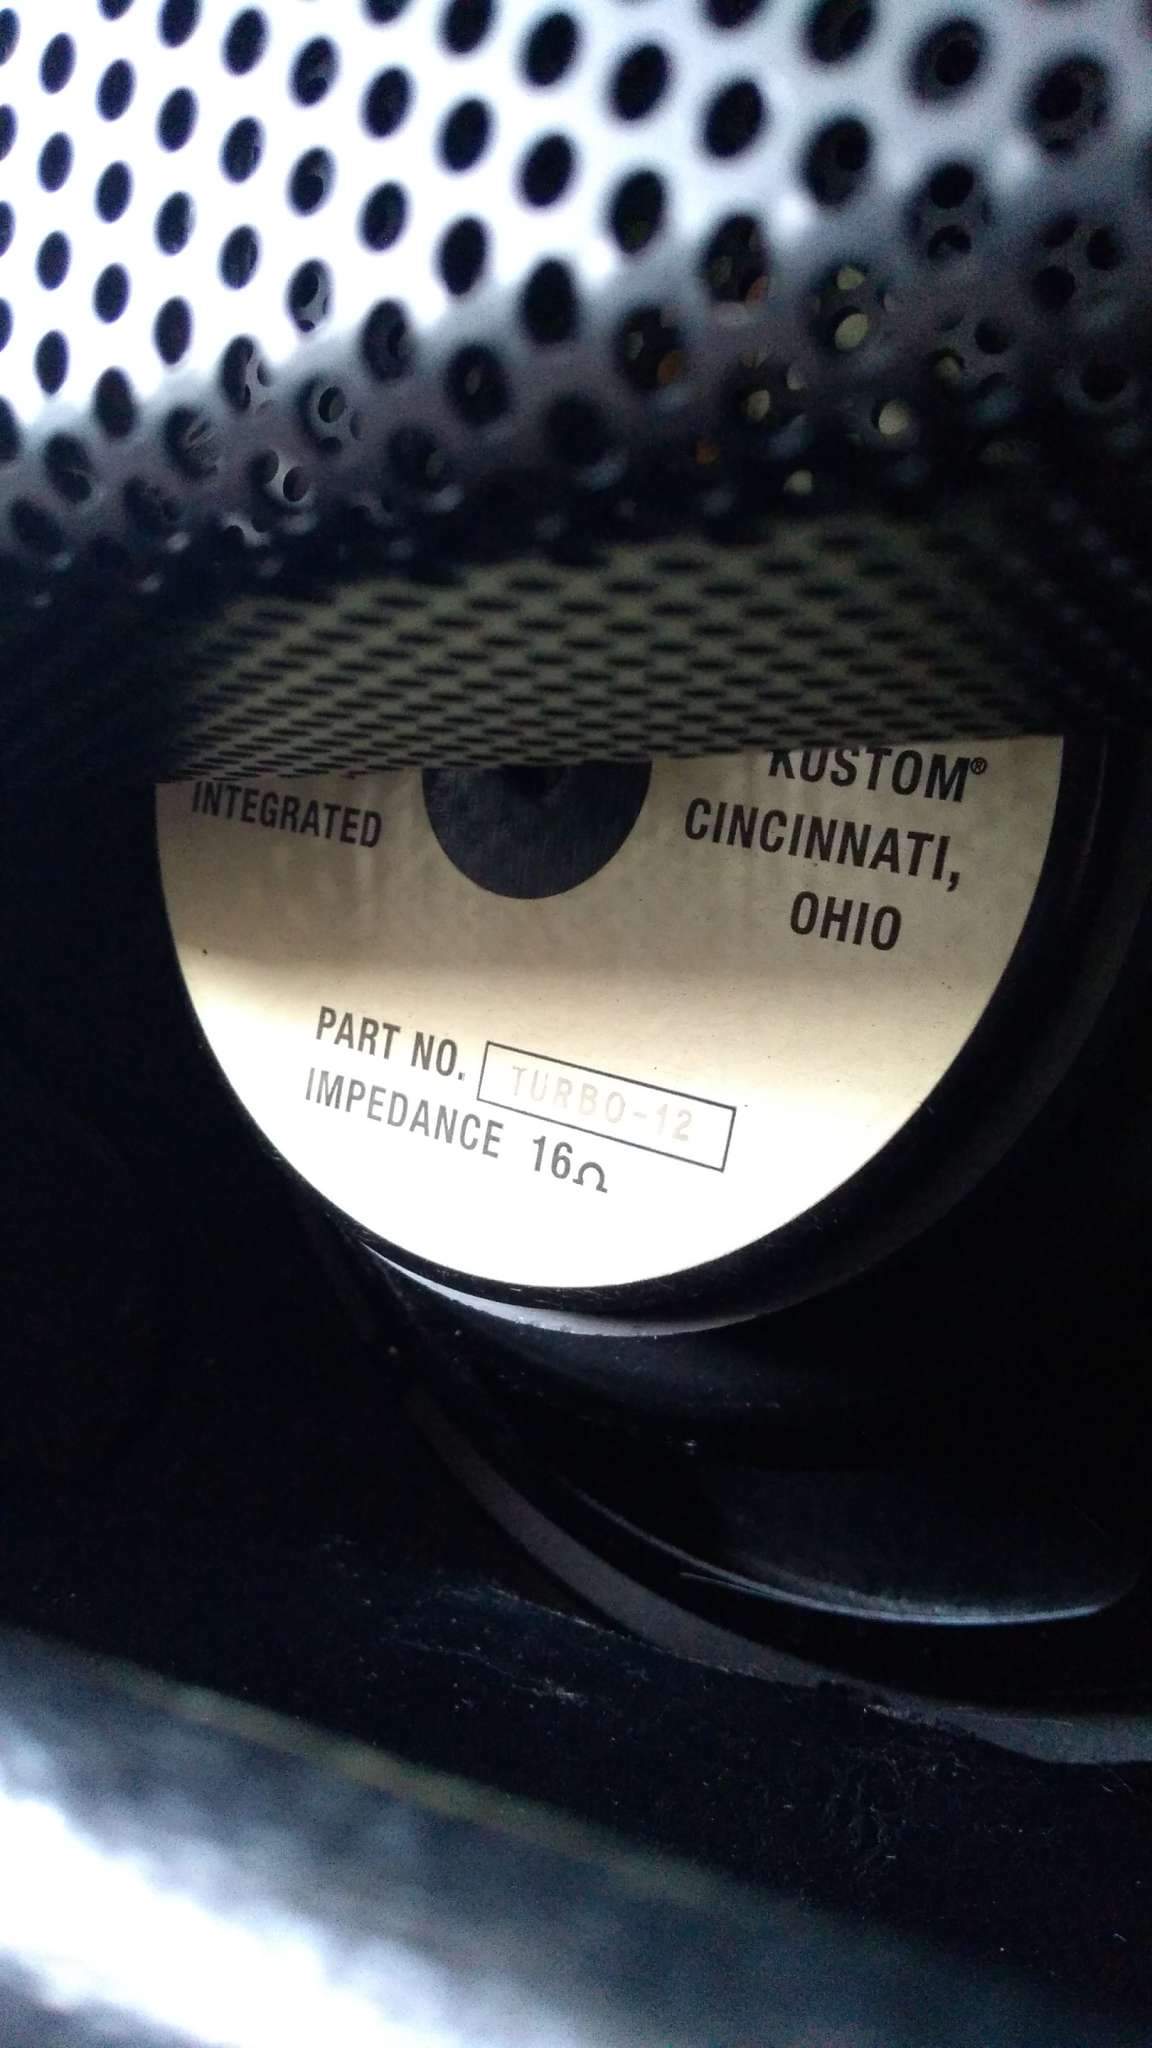 INTEGRATED
KUSTOM®
CINCINNATI,
OHIO
PART NO. TURBO-12
IMPEDANCE 16Ω